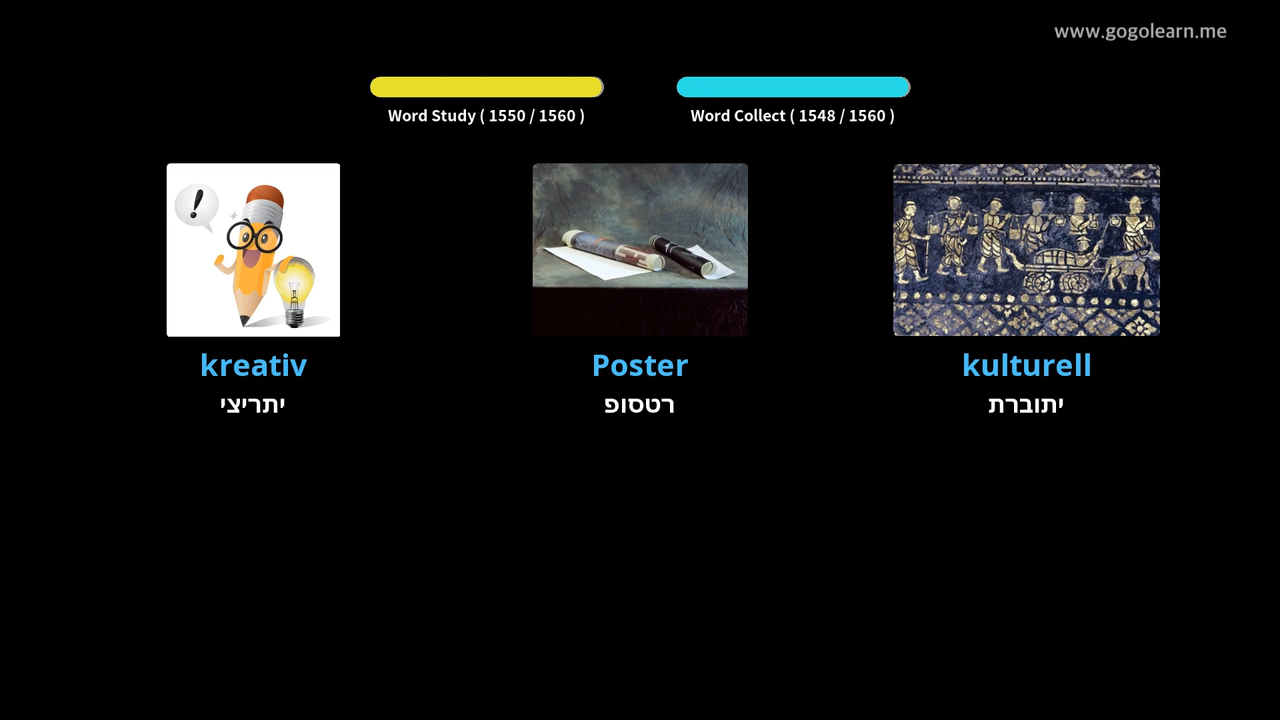 www.gogolearn.me
Word Study ( 1550 / 1560 )
Word Collect ( 1548 / 1560 )
!
kreativ
יתריצי
Poster
רטסופ
kulturell
יתוברת